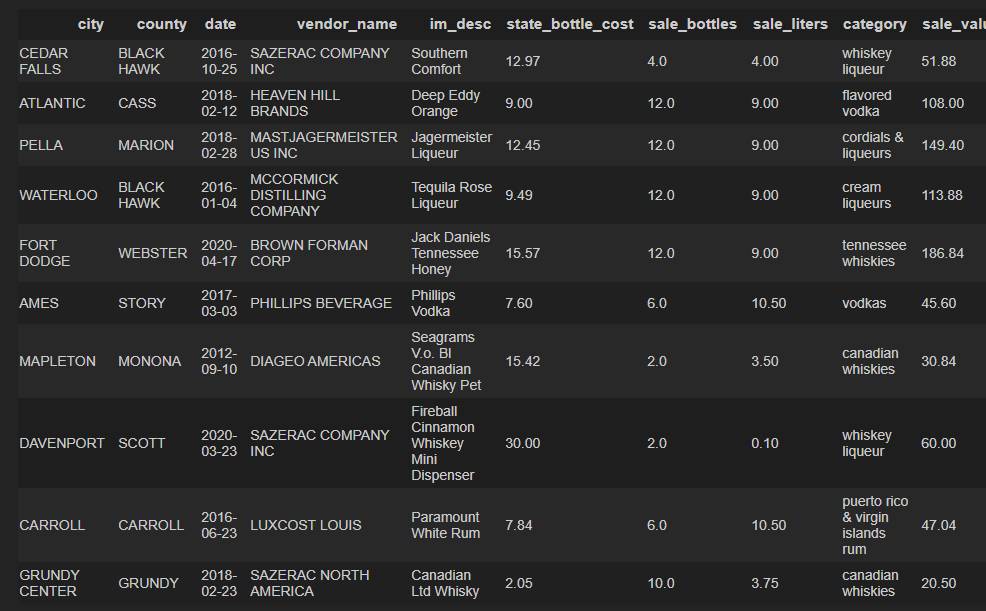 city county date vendor_name im_desc state_bottle_cost sale_bottles sale_liters category sale_valu
CEDAR FALLS BLACK HAWK 2016-10-25 SAZERAC COMPANY INC Southern Comfort 12.97 4.0 4.00 whiskey liqueur 51.88
ATLANTIC CASS 2018-02-12 HEAVEN HILL BRANDS Deep Eddy Orange 9.00 12.0 9.00 flavored vodka 108.00
PELLA MARION 2018-02-28 MASTJAGERMEISTER US INC Jagermeister Liqueur 12.45 12.0 9.00 cordials & liqueurs 149.40
WATERLOO BLACK HAWK 2016-01-04 MCCORMICK DISTILLING COMPANY Tequila Rose Liqueur 9.49 12.0 9.00 cream liqueurs 113.88
FORT DODGE WEBSTER 2020-04-17 BROWN FORMAN CORP Jack Daniels Tennessee Honey 15.57 12.0 9.00 tennessee whiskies 186.84
AMES STORY 2017-03-03 PHILLIPS BEVERAGE Phillips Vodka 7.60 6.0 10.50 vodkas 45.60
MAPLETON MONONA 2012-09-10 DIAGEO AMERICAS Seagrams V.o. Bl Canadian Whisky Pet 15.42 2.0 3.50 canadian whiskies 30.84
DAVENPORT SCOTT 2020-03-23 SAZERAC COMPANY INC Fireball Cinnamon Whiskey Mini Dispenser 30.00 2.0 0.10 whiskey liqueur 60.00
CARROLL CARROLL 2016-06-23 LUXCOST LOUIS Paramount White Rum 7.84 6.0 10.50 puerto rico & virgin islands rum 47.04
GRUNDY CENTER GRUNDY 2018-02-23 SAZERAC NORTH AMERICA Canadian Ltd Whisky 2.05 10.0 3.75 canadian whiskies 20.50